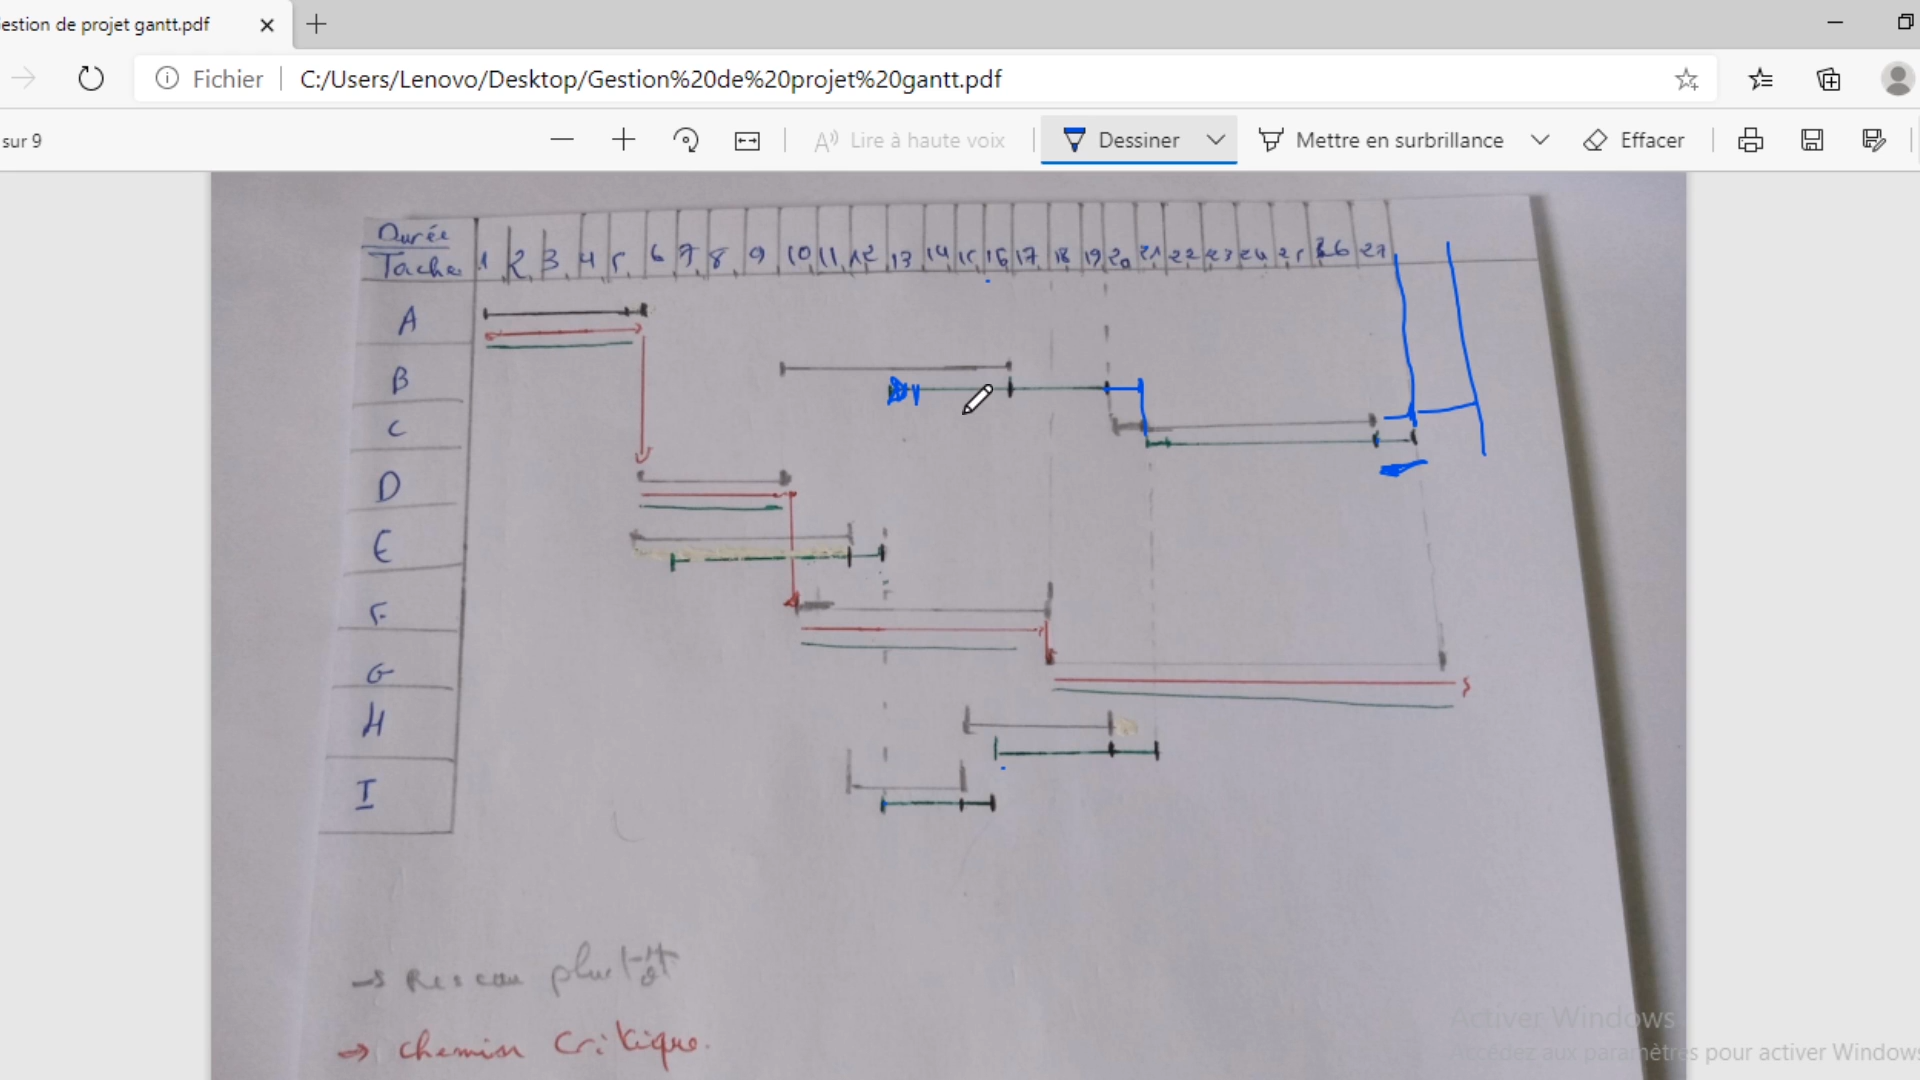 estion de projet gantt.pdf
Fichier C:/Users/Lenovo/Desktop/Gestion%20de%20projet%20gantt.pdf
sur 9 Lire à haute voix Dessiner Mettre en surbrillance Effacer
Durée
Tache 1 2 3 4 5 6 7 8 9 10 11 12 13 14 15 16 17 18 19 20 21 22 23 24 25 26 27
A
B
C
D
E
F
G
H
I
→ Reseau plus tôt
→ chemin critique.
Activer Windows
Accédez aux paramètres pour activer Windows